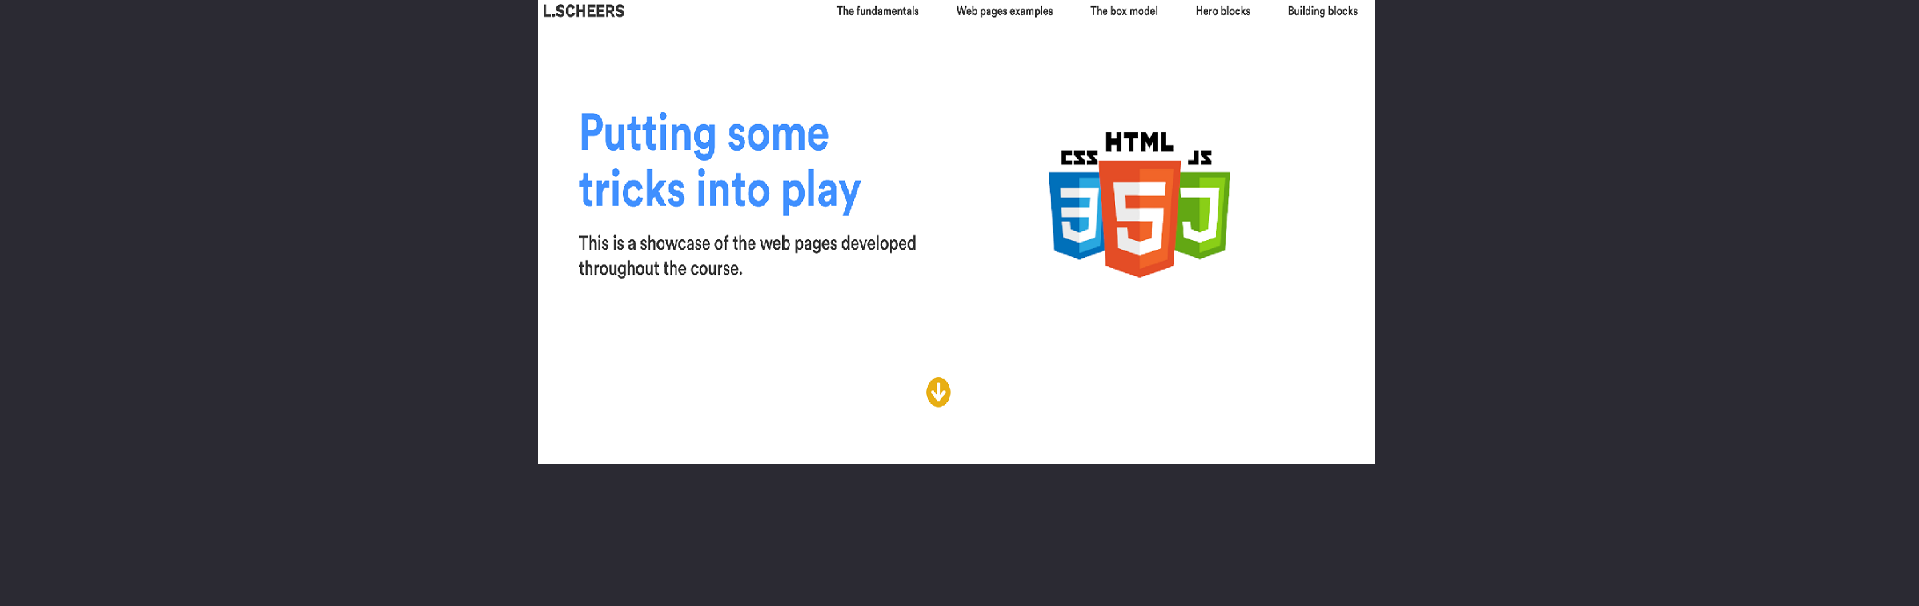 L.SCHEERS
The fundamentals
Web pages examples
The box model
Hero blocks
Building blocks
Putting some
tricks into play
This is a showcase of the web pages developed
throughout the course.
HTML
CSS
JS
3
5
J